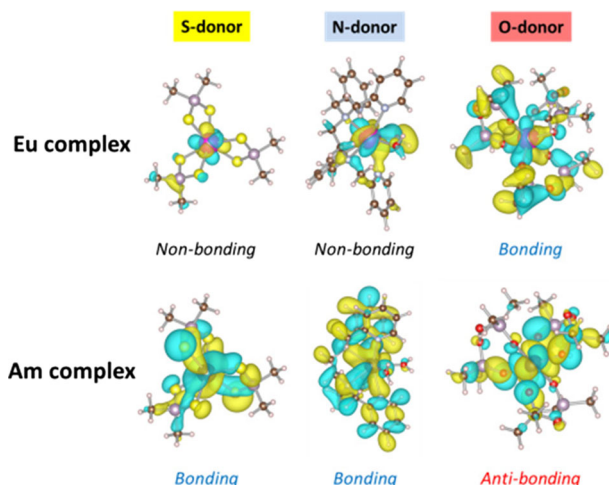 S-donor N-donor O-donor
Eu complex
Non-bonding Non-bonding Bonding
Am complex
Bonding Bonding Anti-bonding